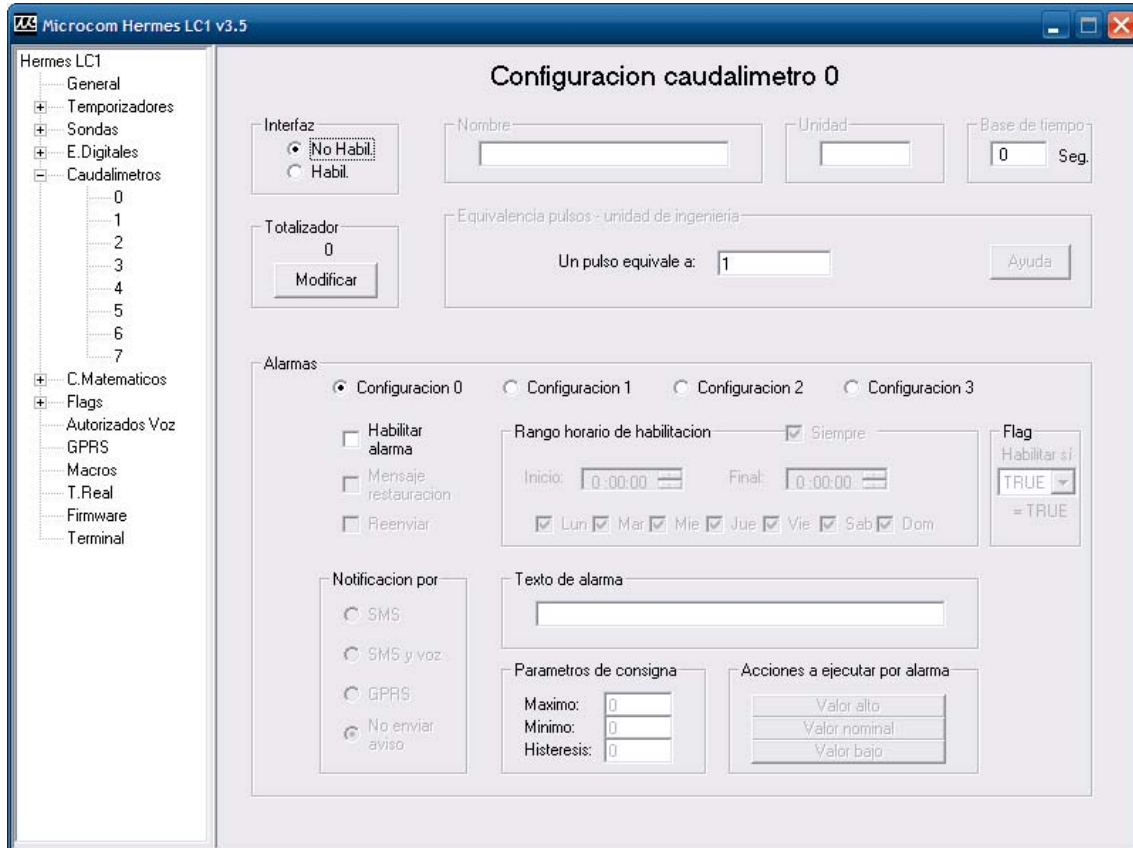 Microcom Hermes LC1 v3.5
Hermes LC1
General
Temporizadores
Sondas
E.Digitales
Caudalimetros
0
1
2
3
4
5
6
7
C.Matematicos
Flags
Autorizados Voz
GPRS
Macros
T.Real
Firmware
Terminal
Configuracion caudalimetro 0
Interfaz
No Habil.
Habil.
Nombre
Unidad
Base de tiempo
0 Seg.
Totalizador
0
Modificar
Equivalencia pulsos - unidad de ingenieria
Un pulso equivale a: 1
Ayuda
Alarmas
Configuracion 0 Configuracion 1 Configuracion 2 Configuracion 3
Habilitar
alarma
Mensaje
restauracion
Reenviar
Rango horario de habilitacion Siempre
Inicio: 0:00:00 Final: 0:00:00
Lun Mar Mie Jue Vie Sab Dom
Flag
Habilitar sí
TRUE
= TRUE
Notificacion por
SMS
SMS y voz
GPRS
No enviar
aviso
Texto de alarma
Parametros de consigna
Maximo: 0
Minimo: 0
Histeresis: 0
Acciones a ejecutar por alarma
Valor alto
Valor nominal
Valor bajo